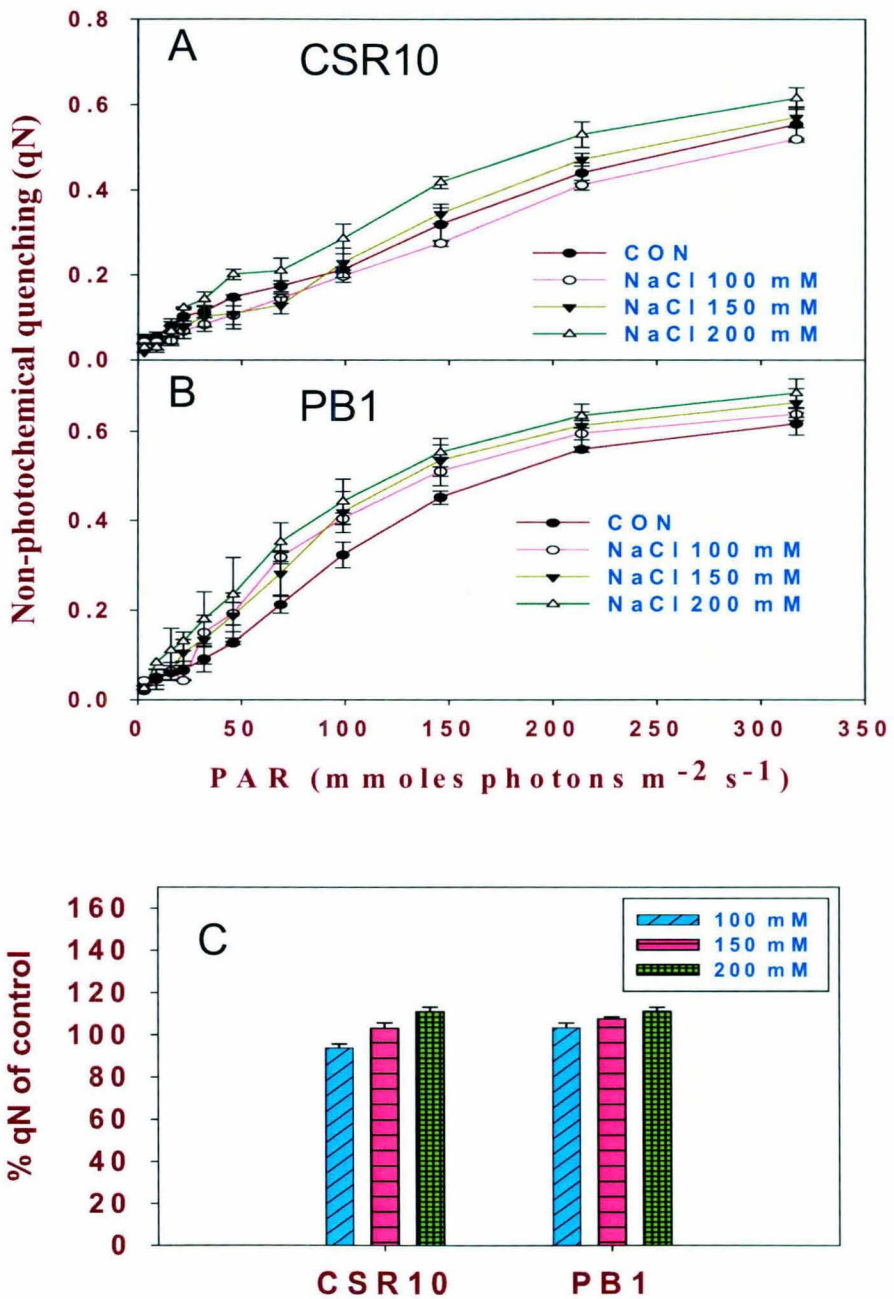 Non-photochemical quenching (qN)
A
CSR10
0.8
0.6
0.4
0.2
0.0
CON
NaCl 100 mM
NaCl 150 mM
NaCl 200 mM
B
PB1
0.6
0.4
0.2
0.0
CON
NaCl 100 mM
NaCl 150 mM
NaCl 200 mM
0 50 100 150 200 250 300 350
PAR (mmoles photons m⁻² s⁻¹)
% qN of control
C
160
140
120
100
80
60
40
20
0
100 mM
150 mM
200 mM
CSR10 PB1